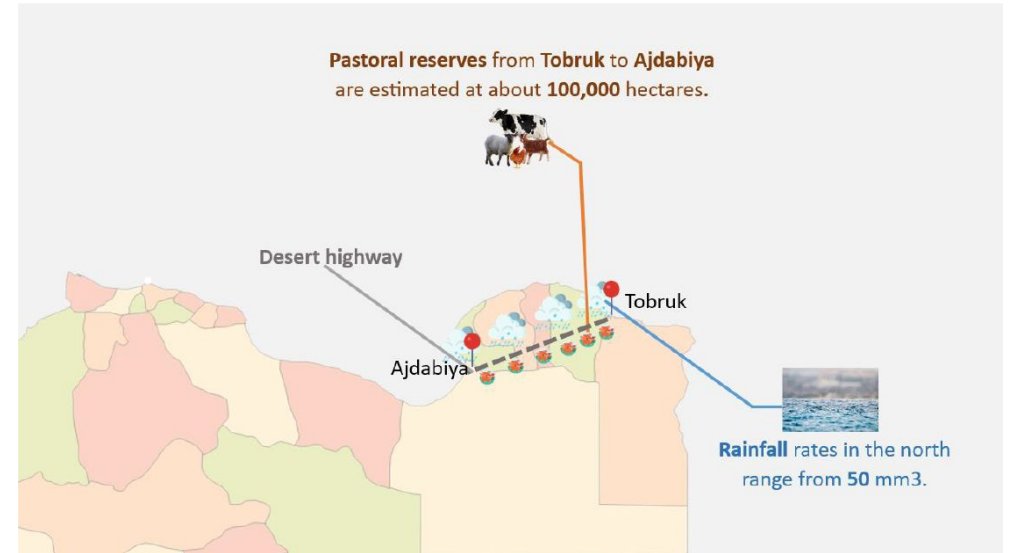 Pastoral reserves from Tobruk to Ajdabiya
are estimated at about 100,000 hectares.
Desert highway
Tobruk
Ajdabiya
Rainfall rates in the north
range from 50 mm3.